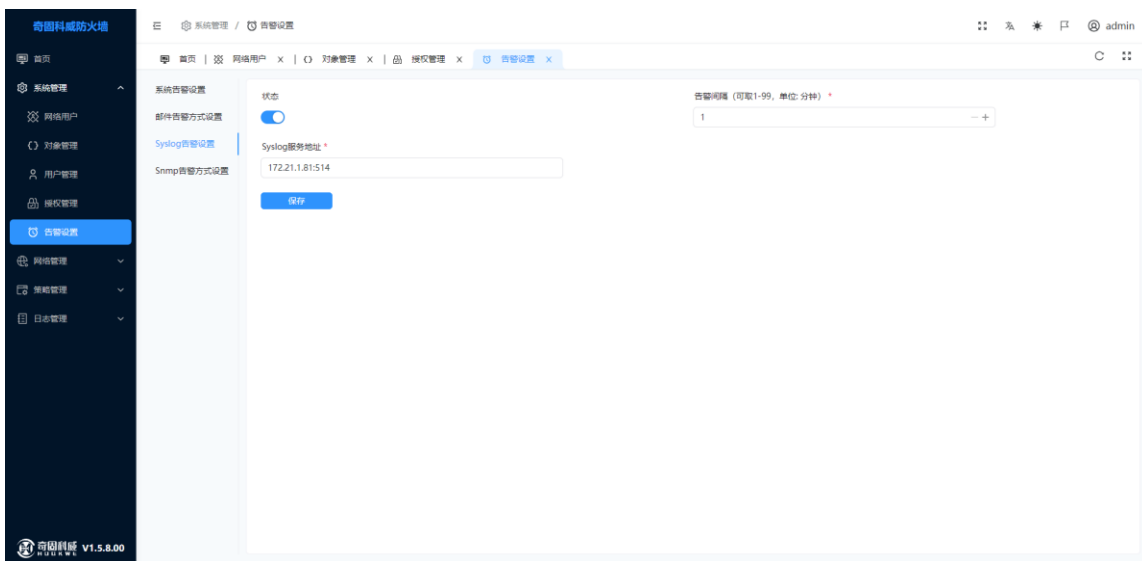 奇固科威防火墙
系统管理 / 告警设置
admin
首页 | 网络用户 × | 对象管理 × | 授权管理 × 告警设置 ×
首页
系统管理
网络用户
对象管理
用户管理
授权管理
告警设置
网络管理
策略管理
日志管理
系统告警设置
邮件告警方式设置
Syslog告警设置
Snmp告警方式设置
状态
告警间隔（可取1-99，单位: 分钟） *
1
Syslog服务地址 *
172.21.1.81:514
保存
奇固科威 V1.5.8.00